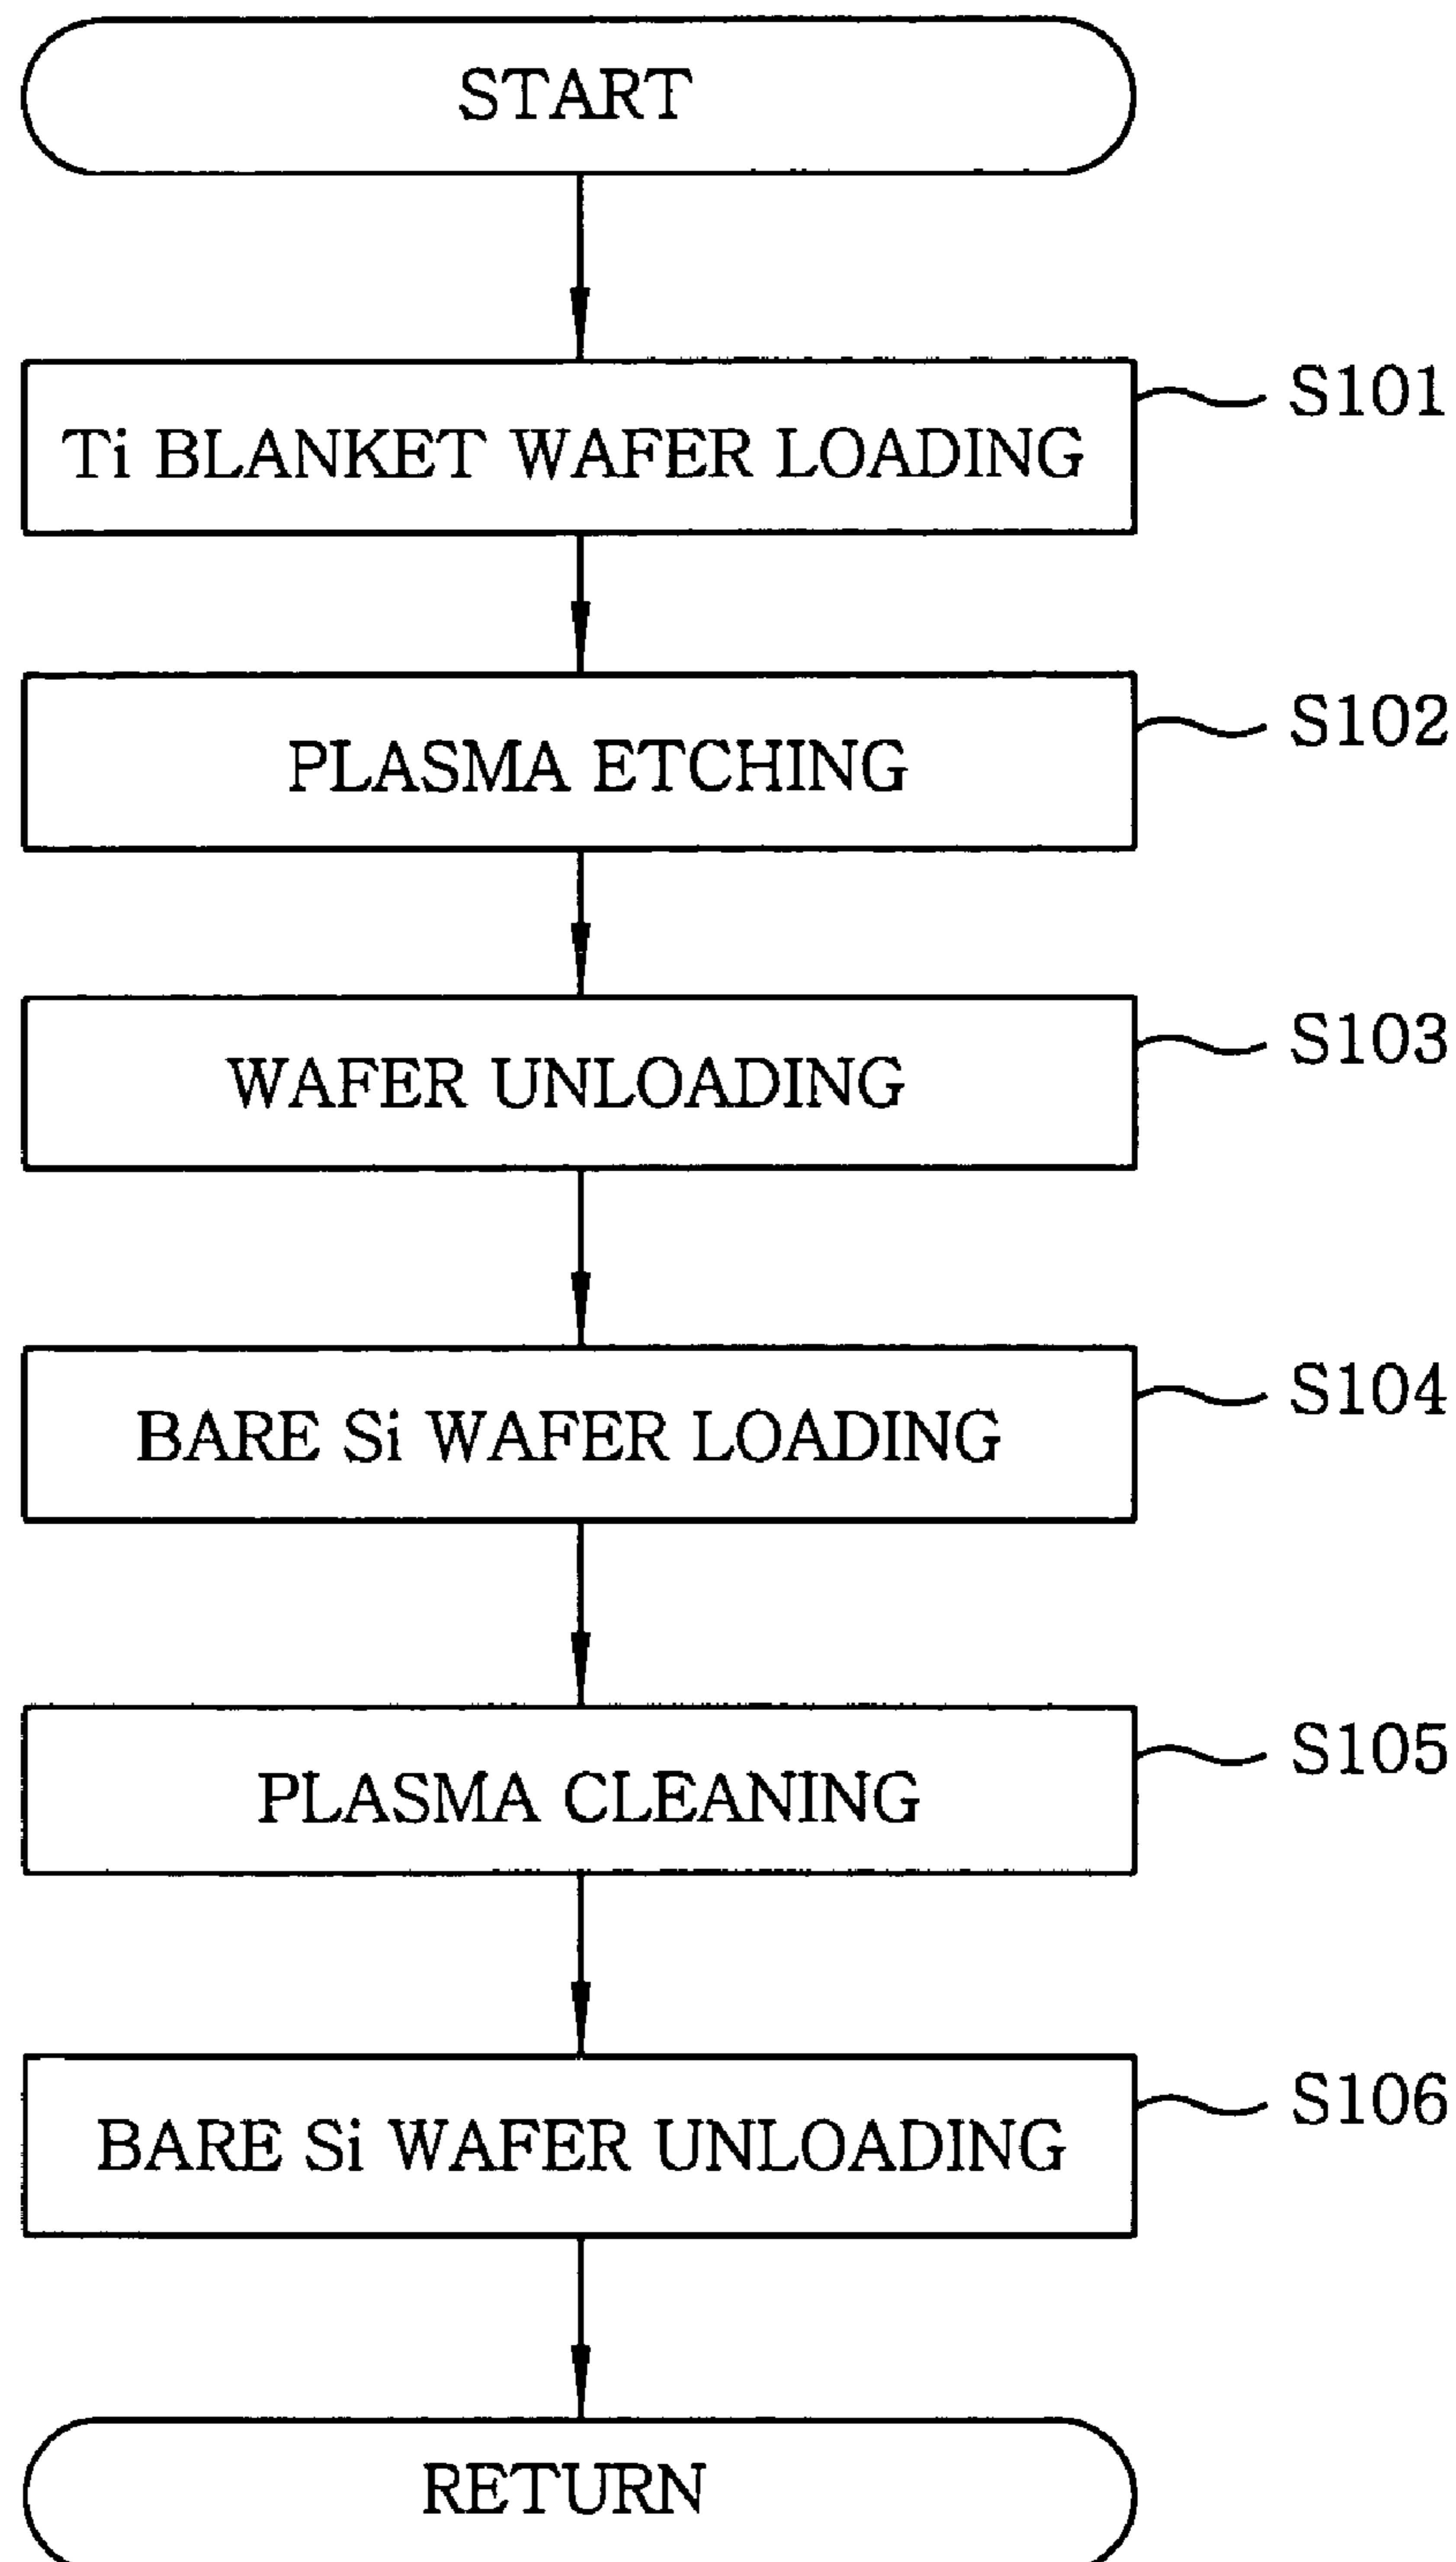 START
Ti BLANKET WAFER LOADING
S101
PLASMA ETCHING
S102
WAFER UNLOADING
S103
BARE Si WAFER LOADING
S104
PLASMA CLEANING
S105
BARE Si WAFER UNLOADING
S106
RETURN